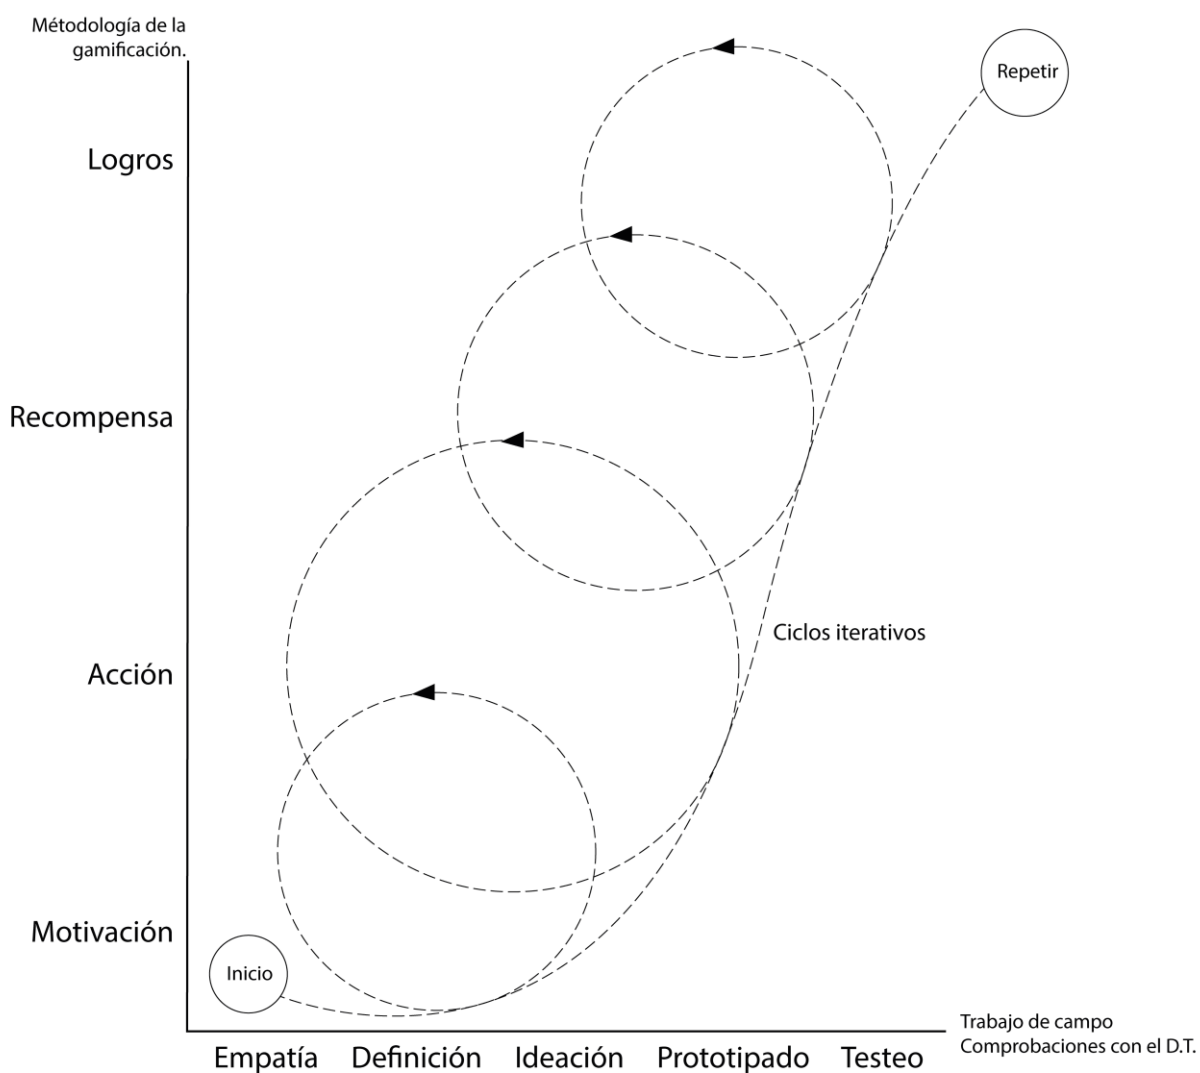 Métodología de la
gamificación.
Repetir
Logros
Recompensa
Ciclos iterativos
Acción
Motivación
Inicio
Trabajo de campo
Comprobaciones con el D.T.
Empatía Definición Ideación Prototipado Testeo